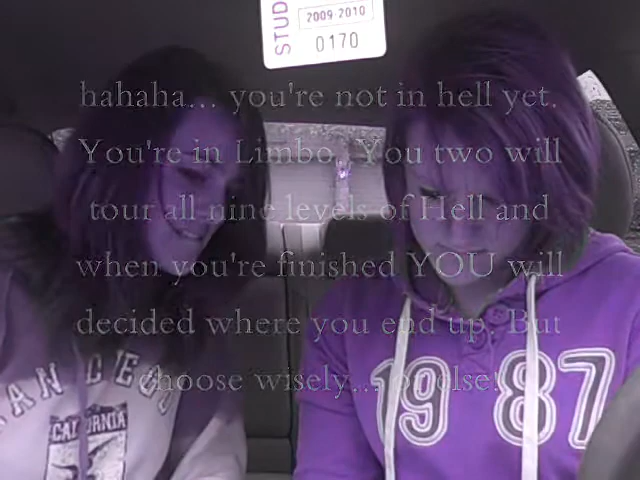 STUD
2009-2010
0170
hahaha... you're not in hell yet.
You're in Limbo. You two will
tour all nine levels of Hell and
when you're finished YOU will
decided where you end up. But
choose wisely... or else!
CALIFORNIA
1987